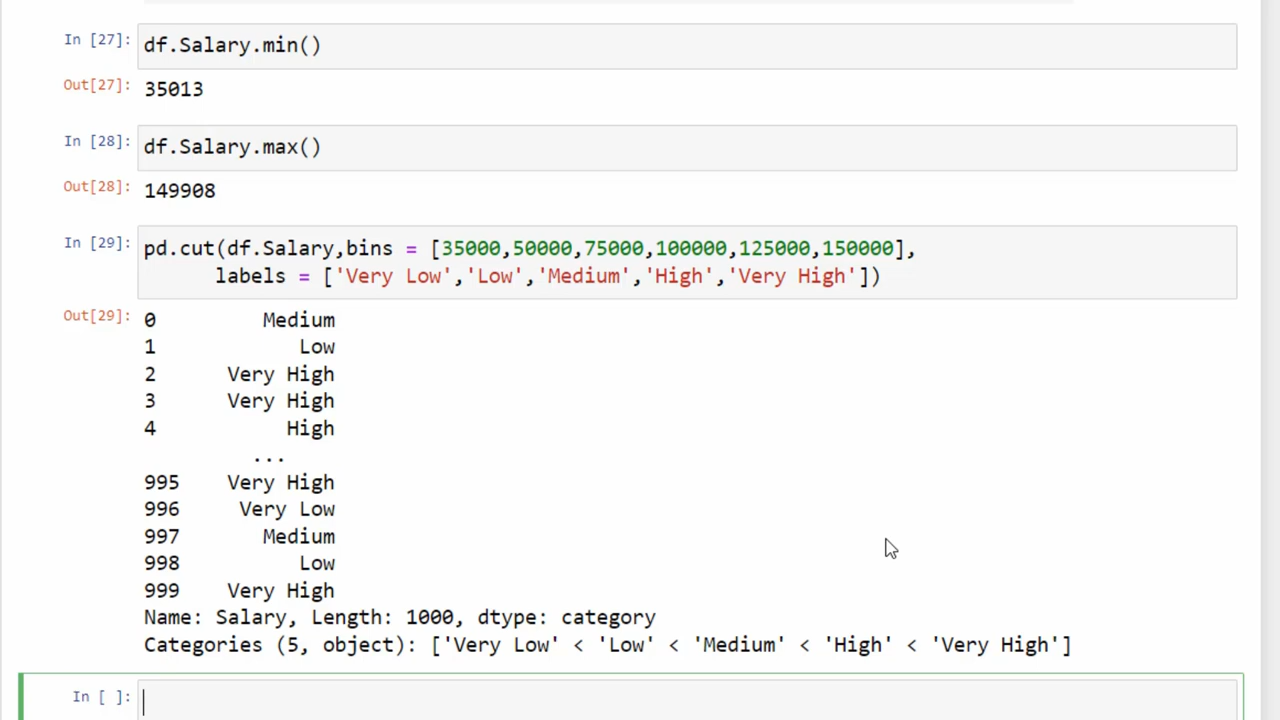 In [27]: df.Salary.min()
Out[27]: 35013
In [28]: df.Salary.max()
Out[28]: 149908
In [29]: pd.cut(df.Salary,bins = [35000,50000,75000,100000,125000,150000],
labels = ['Very Low','Low','Medium','High','Very High'])
Out[29]: 0 Medium
1 Low
2 Very High
3 Very High
4 High
...
995 Very High
996 Very Low
997 Medium
998 Low
999 Very High
Name: Salary, Length: 1000, dtype: category
Categories (5, object): ['Very Low' < 'Low' < 'Medium' < 'High' < 'Very High']
In [ ]: